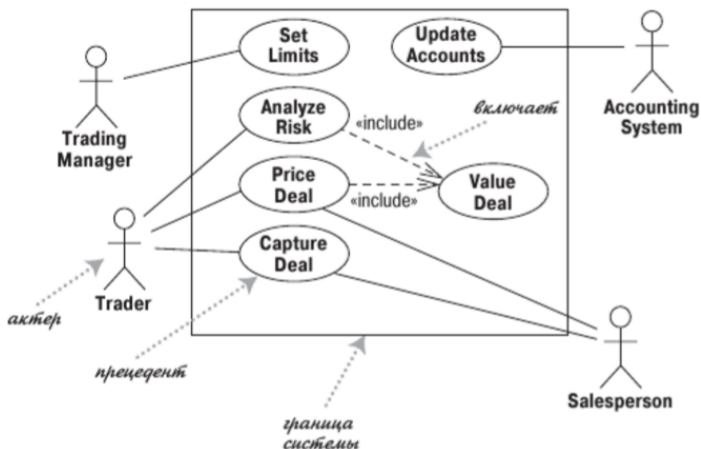 Set
Limits
Update
Accounts
Trading
Manager
Accounting
System
Analyze
Risk
«include»
включает
Price
Deal
«include»
Value
Deal
Capture
Deal
Trader
актер
прецедент
граница
системы
Salesperson